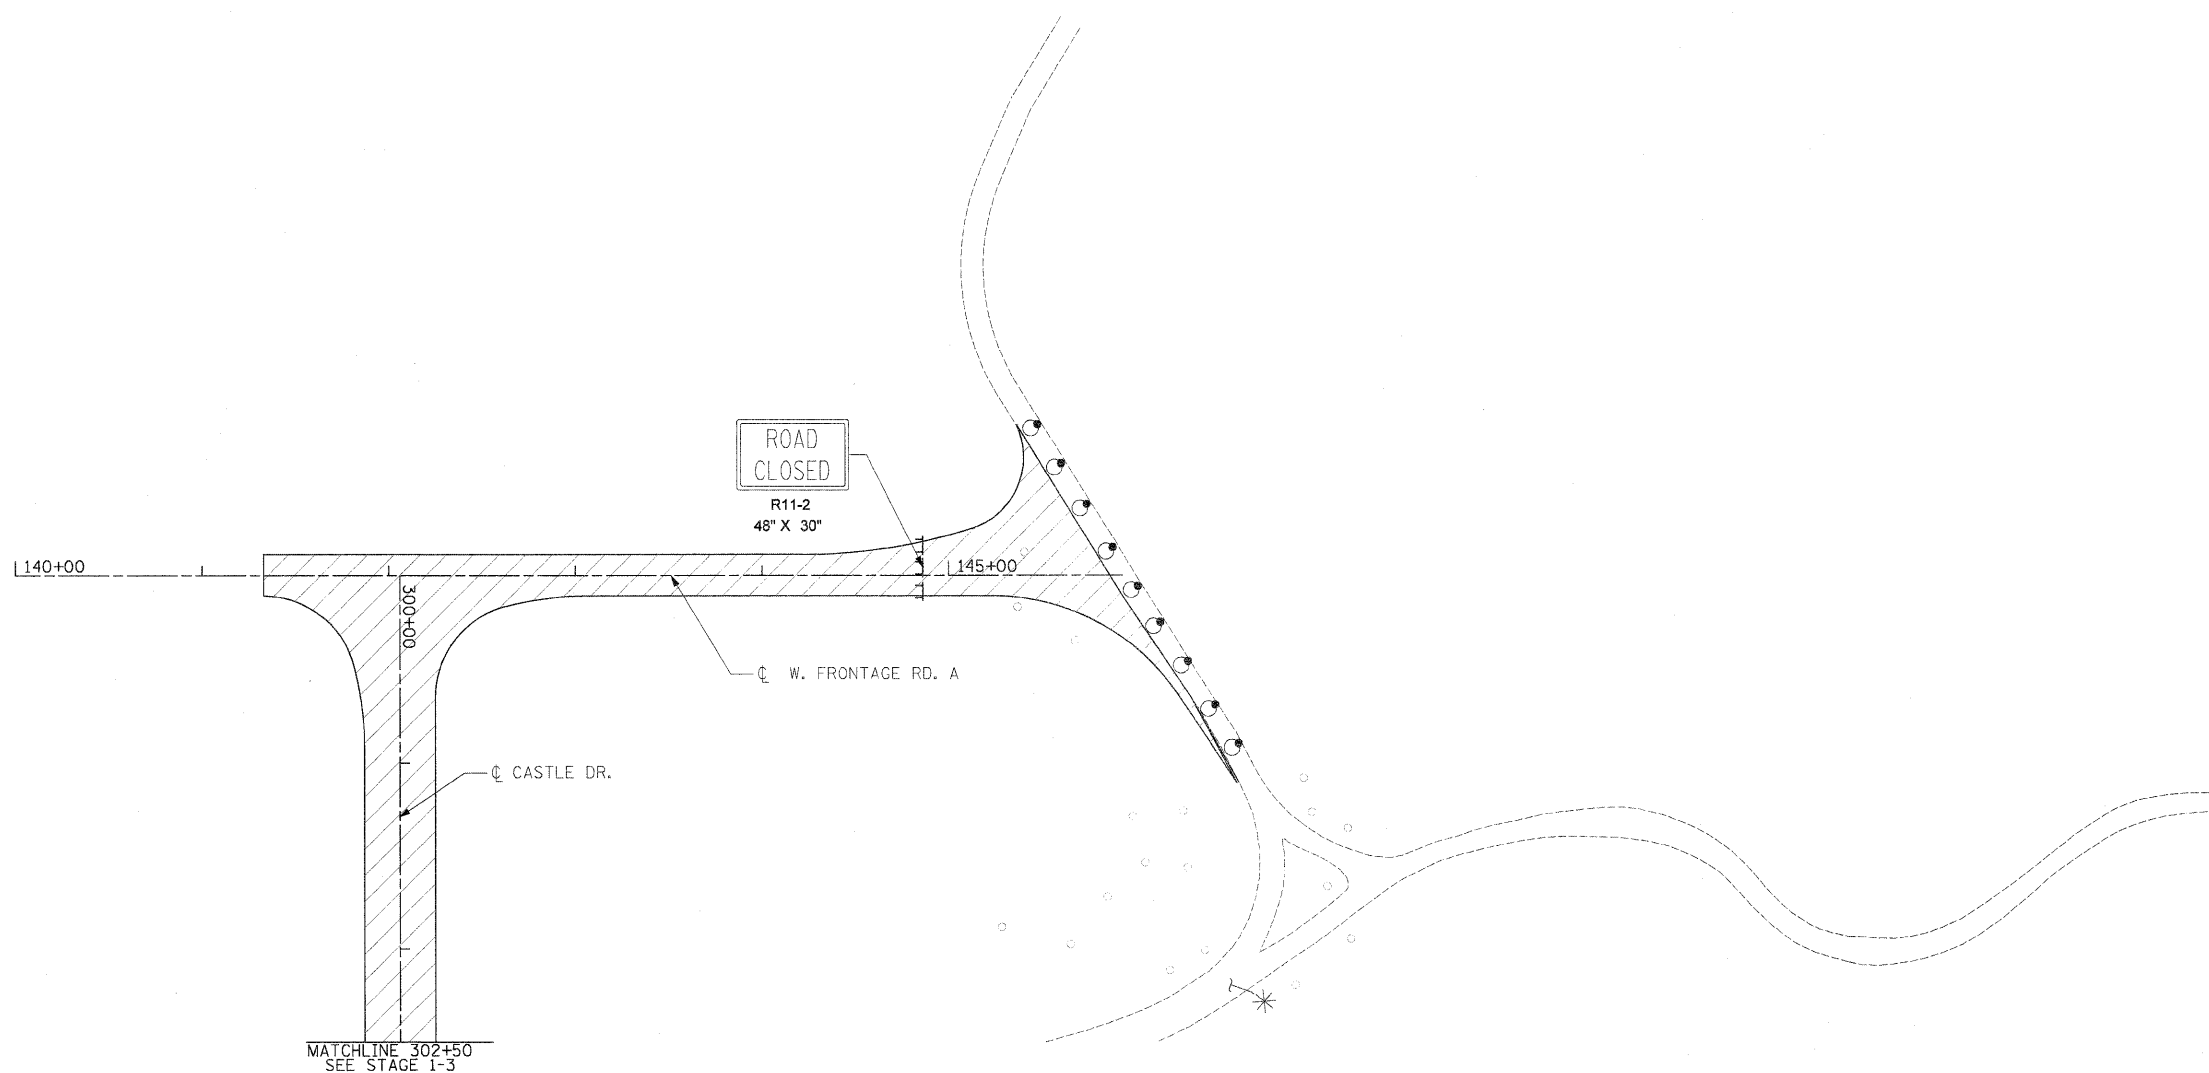 ROAD
CLOSED
R11-2
48" X 30"
140+00
145+00
300+00
℄ W. FRONTAGE RD. A
℄ CASTLE DR.
MATCHLINE 302+50
SEE STAGE 1-3